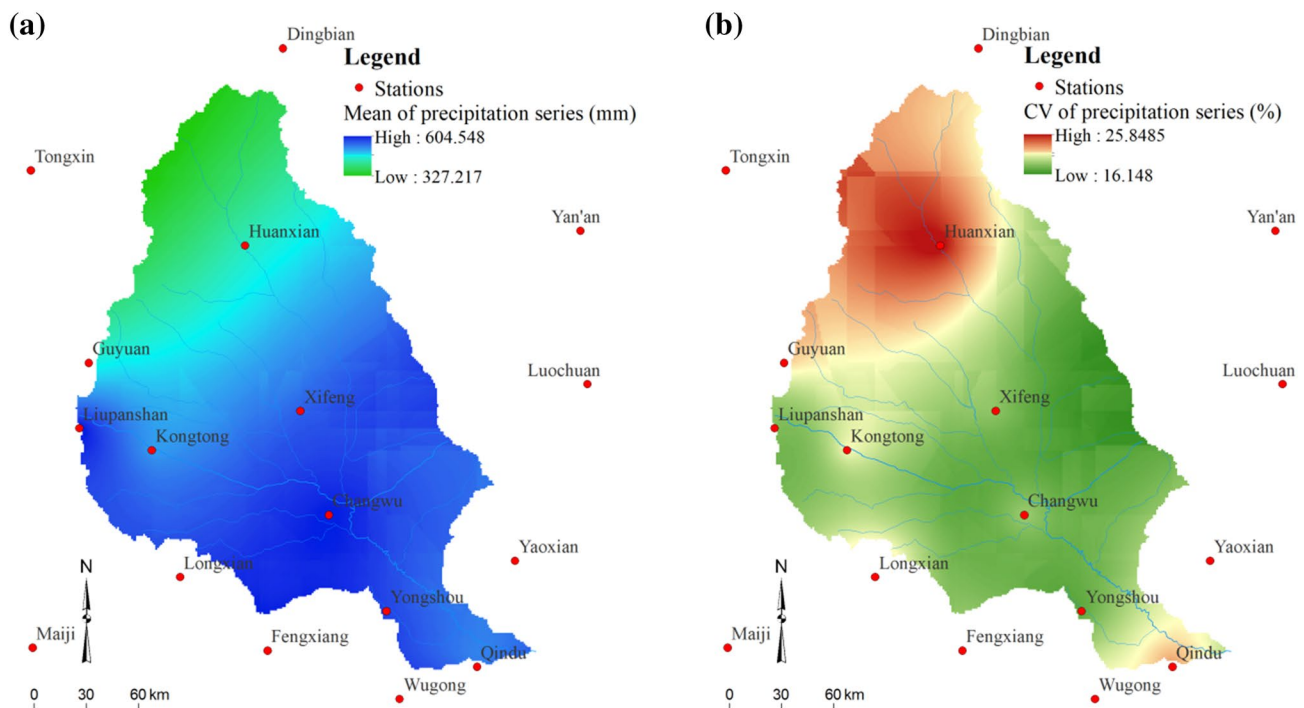 (a)
Dingbian
Legend
Stations
Mean of precipitation series (mm)
High : 604.548
Low : 327.217
Tongxin
Yan'an
Huanxian
Guyuan
Luochuan
Xifeng
Liupanshan
Kongtong
Changwu
Yaoxian
Longxian
N
Yongshou
Maiji
Fengxiang
Qindu
Wugong
0 30 60 km
(b)
Dingbian
Legend
Stations
CV of precipitation series (%)
High : 25.8485
Low : 16.148
Tongxin
Yan'an
Huanxian
Guyuan
Luochuan
Xifeng
Liupanshan
Kongtong
Changwu
Yaoxian
Longxian
N
Yongshou
Maiji
Fengxiang
Qindu
Wugong
0 30 60 km